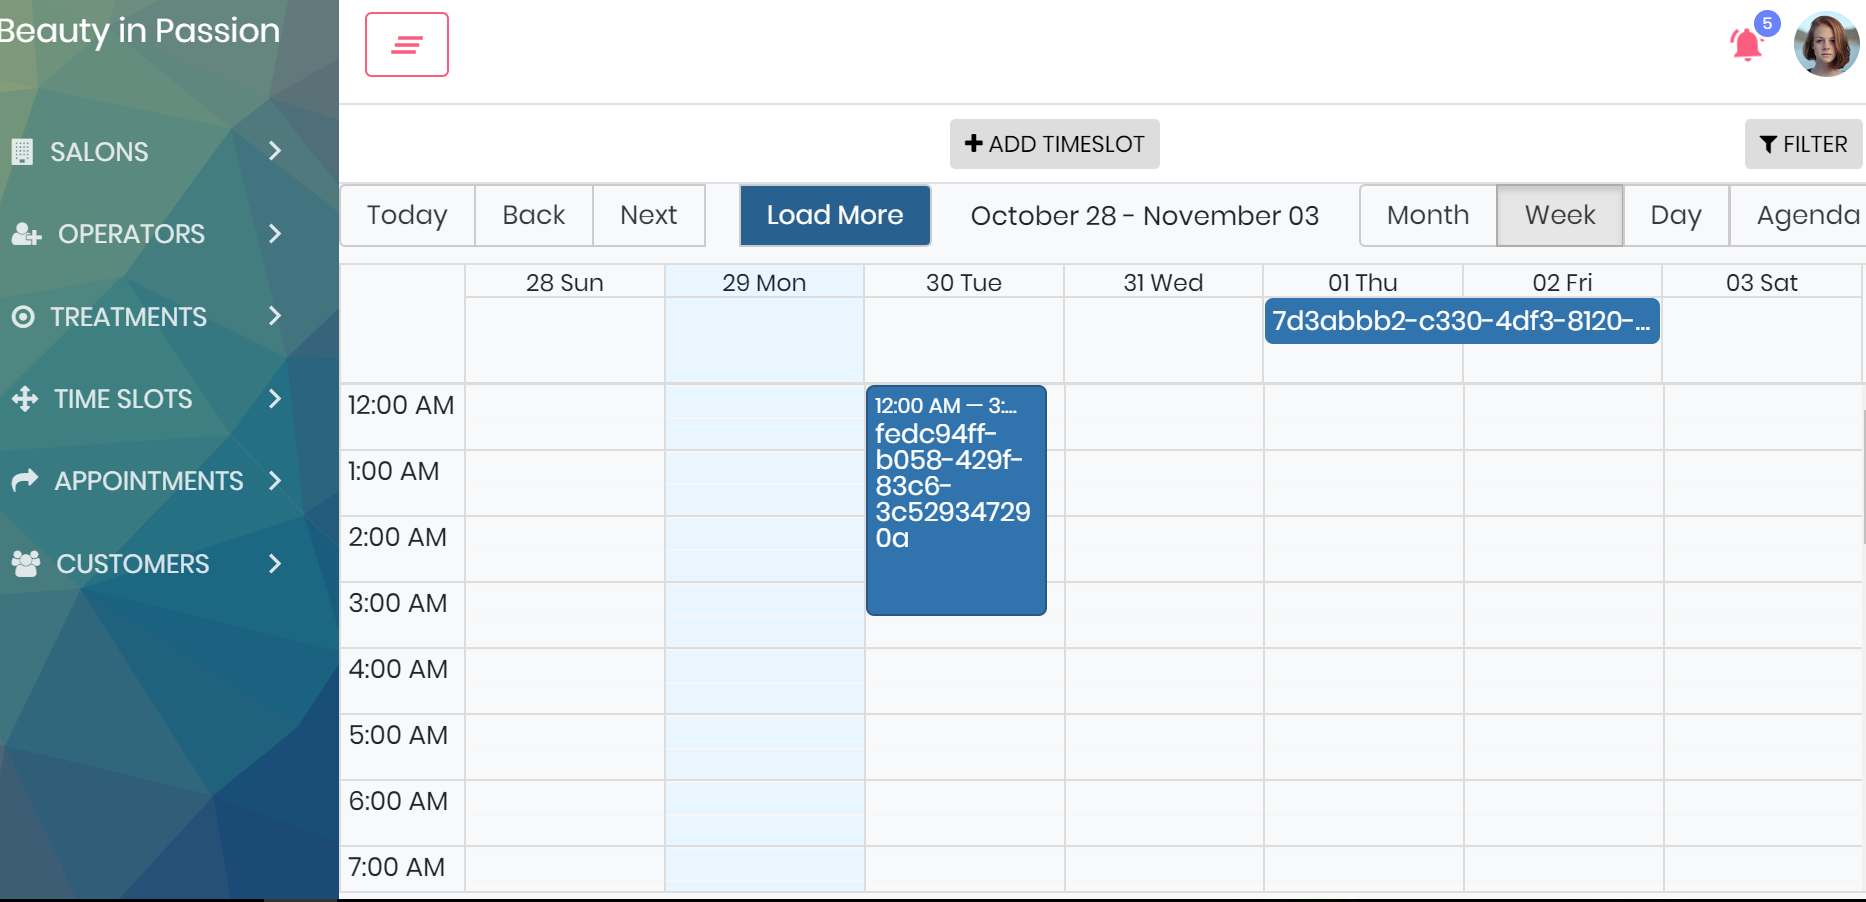 Beauty in Passion
5
SALONS
OPERATORS
TREATMENTS
TIME SLOTS
APPOINTMENTS
CUSTOMERS
ADD TIMESLOT
FILTER
Today Back Next Load More October 28 - November 03 Month Week Day Agenda
28 Sun 29 Mon 30 Tue 31 Wed 01 Thu 02 Fri 03 Sat
7d3abbb2-c330-4df3-8120-...
12:00 AM
12:00 AM — 3:...
fedc94ff-
b058-429f-
83c6-
3c52934729
0a
1:00 AM
2:00 AM
3:00 AM
4:00 AM
5:00 AM
6:00 AM
7:00 AM